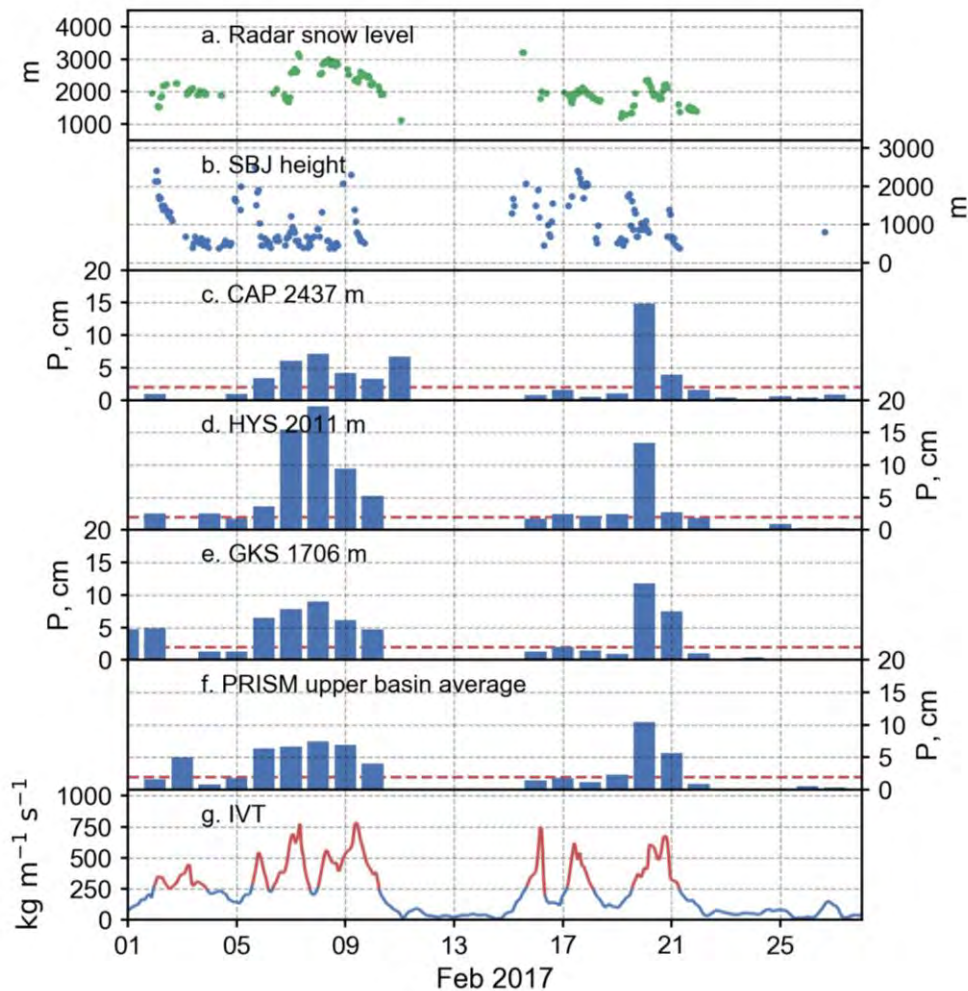 4000
a. Radar snow level
3000
m
2000
1000
3000
b. SBJ height
2000
m
1000
0
20
c. CAP 2437 m
15
P, cm
10
5
0
20
d. HYS 2011 m
15
10
P, cm
5
20
0
e. GKS 1706 m
15
P, cm
10
5
0
20
f. PRISM upper basin average
15
10
P, cm
5
0
1000
g. IVT
750
kg m⁻¹ s⁻¹
500
250
0
01 05 09 13 17 21 25
Feb 2017